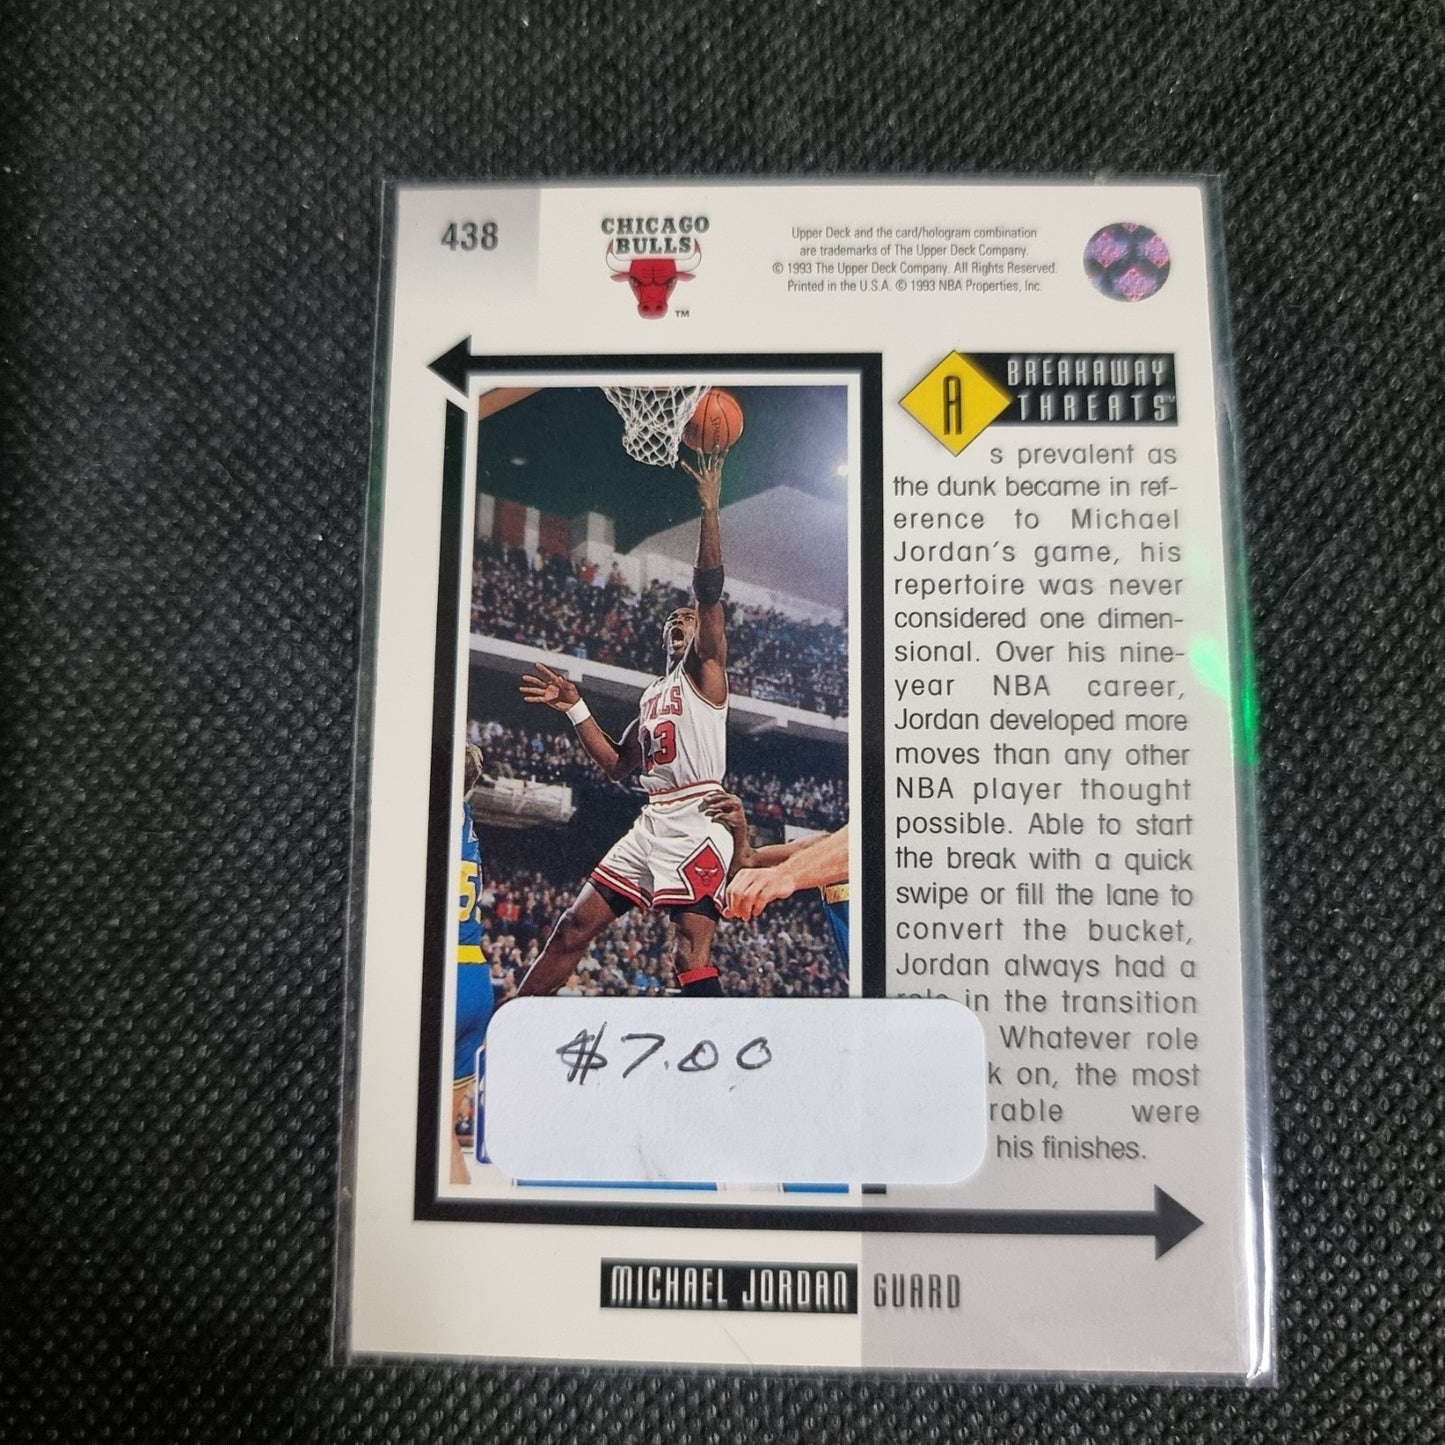 438
CHICAGO
BULLS
TM
Upper Deck and the card/hologram combination
are trademarks of The Upper Deck Company.
© 1993 The Upper Deck Company. All Rights Reserved.
Printed in the U.S.A. © 1993 NBA Properties, Inc.
BREAKAWAY
THREATS™
A
s prevalent as
the dunk became in ref-
erence to Michael
Jordan's game, his
repertoire was never
considered one dimen-
sional. Over his nine-
year NBA career,
Jordan developed more
moves than any other
NBA player thought
possible. Able to start
the break with a quick
swipe or fill the lane to
convert the bucket,
Jordan always had a
role in the transition
Whatever role
k on, the most
rable were
his finishes.
SPALDING
23
5
$7.00
MICHAEL JORDAN GUARD